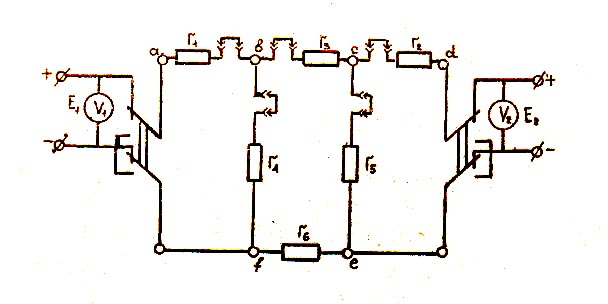 a r₁ b r₃ c r₂ d
+ E₁ V₁ -
+ V₂ E₂ -
r₄ r₅
f r₆ e